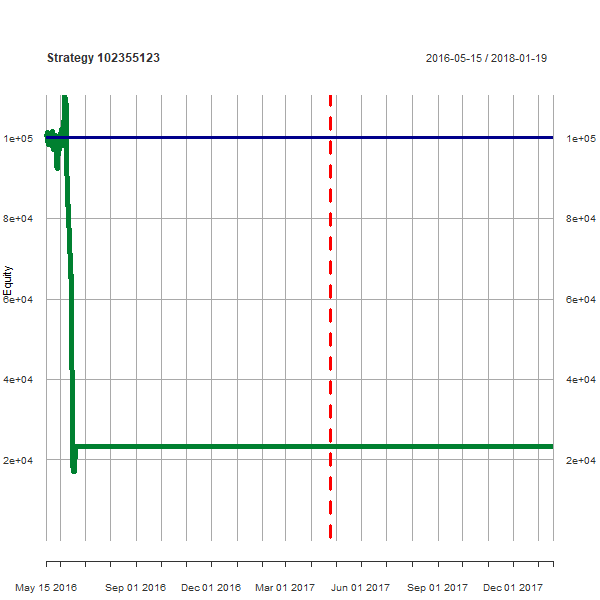 Strategy 102355123
2016-05-15 / 2018-01-19
1e+05
1e+05
8e+04
8e+04
Equity
6e+04
6e+04
4e+04
4e+04
2e+04
2e+04
May 15 2016
Sep 01 2016
Dec 01 2016
Mar 01 2017
Jun 01 2017
Sep 01 2017
Dec 01 2017